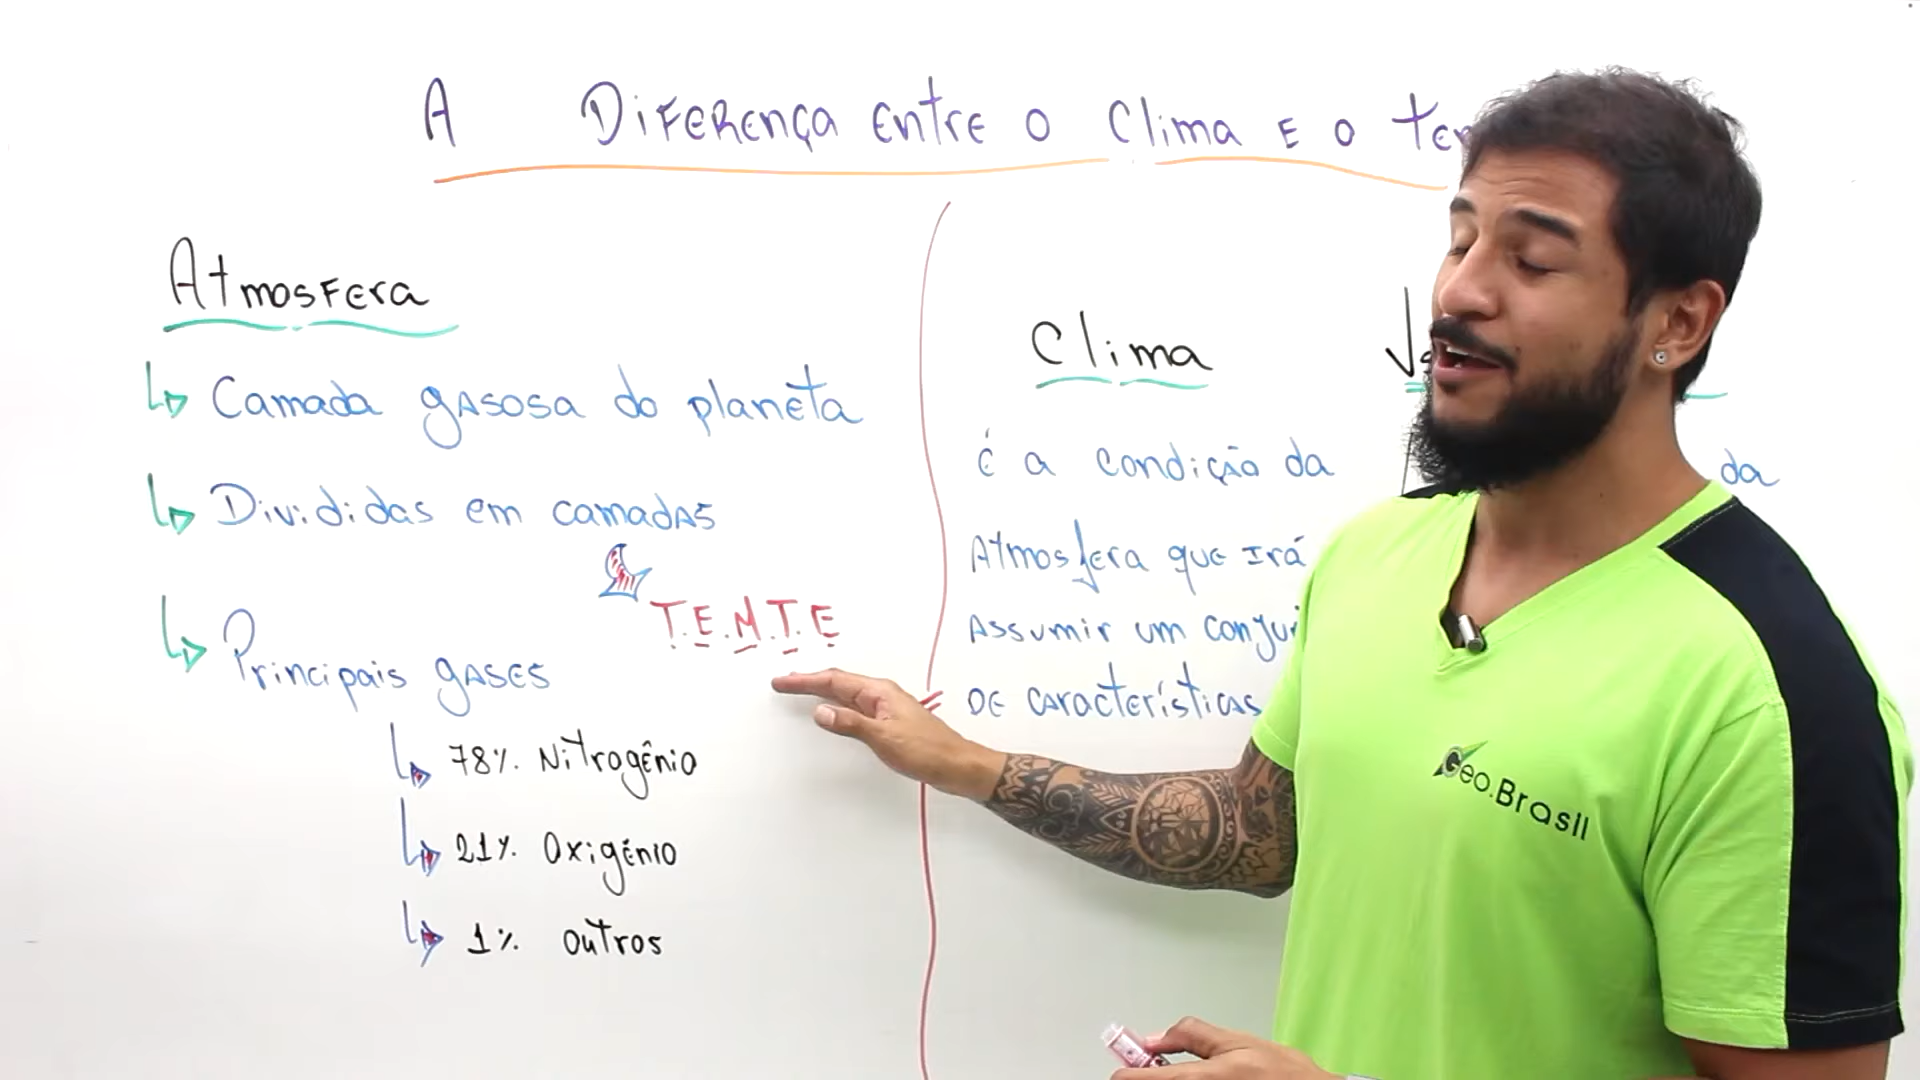 A Diferença entre o Clima e o
Atmosfera
Camada gasosa do planeta
Divididas em camadas
T.E.M.T.E
Principais gases
78% Nitrogênio
21% Oxigênio
1% outros
Clima
é a condição da
Atmosfera que irá
Assumir um
de características
da
Geo.Brasil